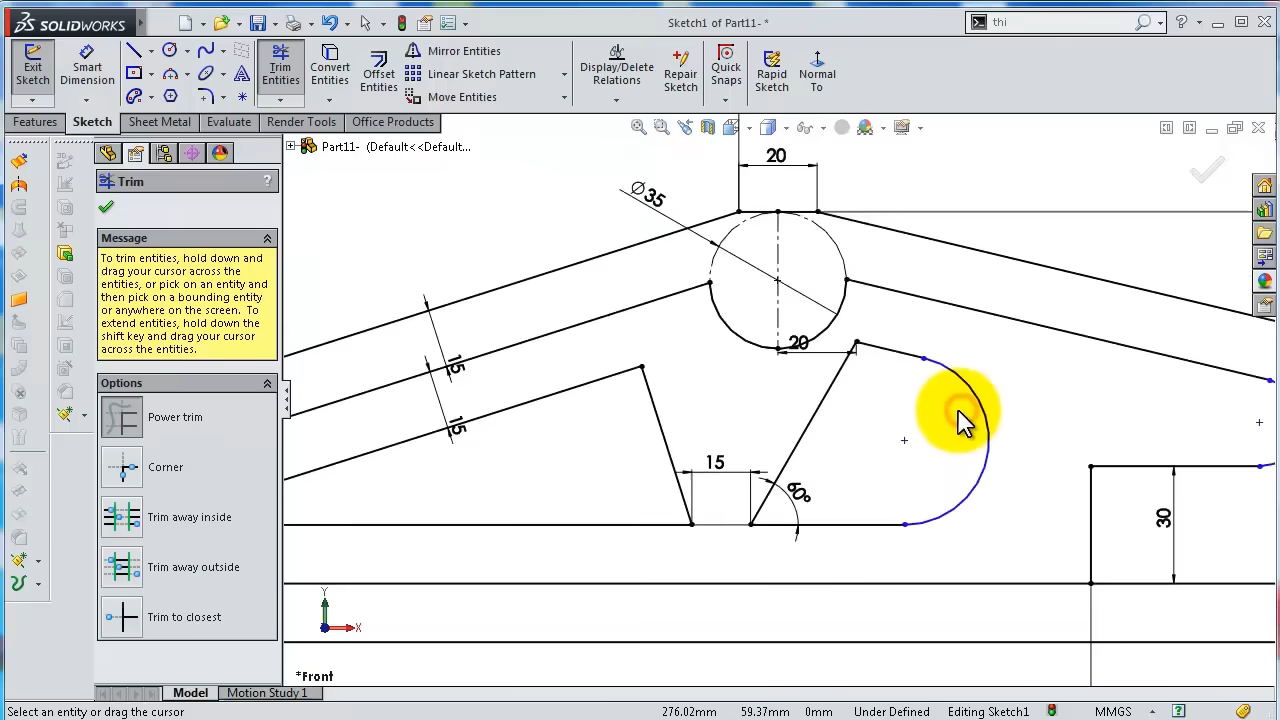 SOLIDWORKS
Sketch1 of Part11- *
thi
Exit Sketch
Smart Dimension
Trim Entities
Convert Entities
Offset Entities
Mirror Entities
Linear Sketch Pattern
Move Entities
Display/Delete Relations
Repair Sketch
Quick Snaps
Rapid Sketch
Normal To
Features
Sketch
Sheet Metal
Evaluate
Render Tools
Office Products
Part11- (Default<<Default...
Trim
?
Message
To trim entities, hold down and
drag your cursor across the
entities, or pick on an entity and
then pick on a bounding entity
or anywhere on the screen. To
extend entities, hold down the
shift key and drag your cursor
across the entities.
Options
Power trim
Corner
Trim away inside
Trim away outside
Trim to closest
20
Ø35
20
15
15
15
60°
30
Y
X
*Front
Model
Motion Study 1
Select an entity or drag the cursor
276.02mm
59.37mm
0mm
Under Defined
Editing Sketch1
MMGS